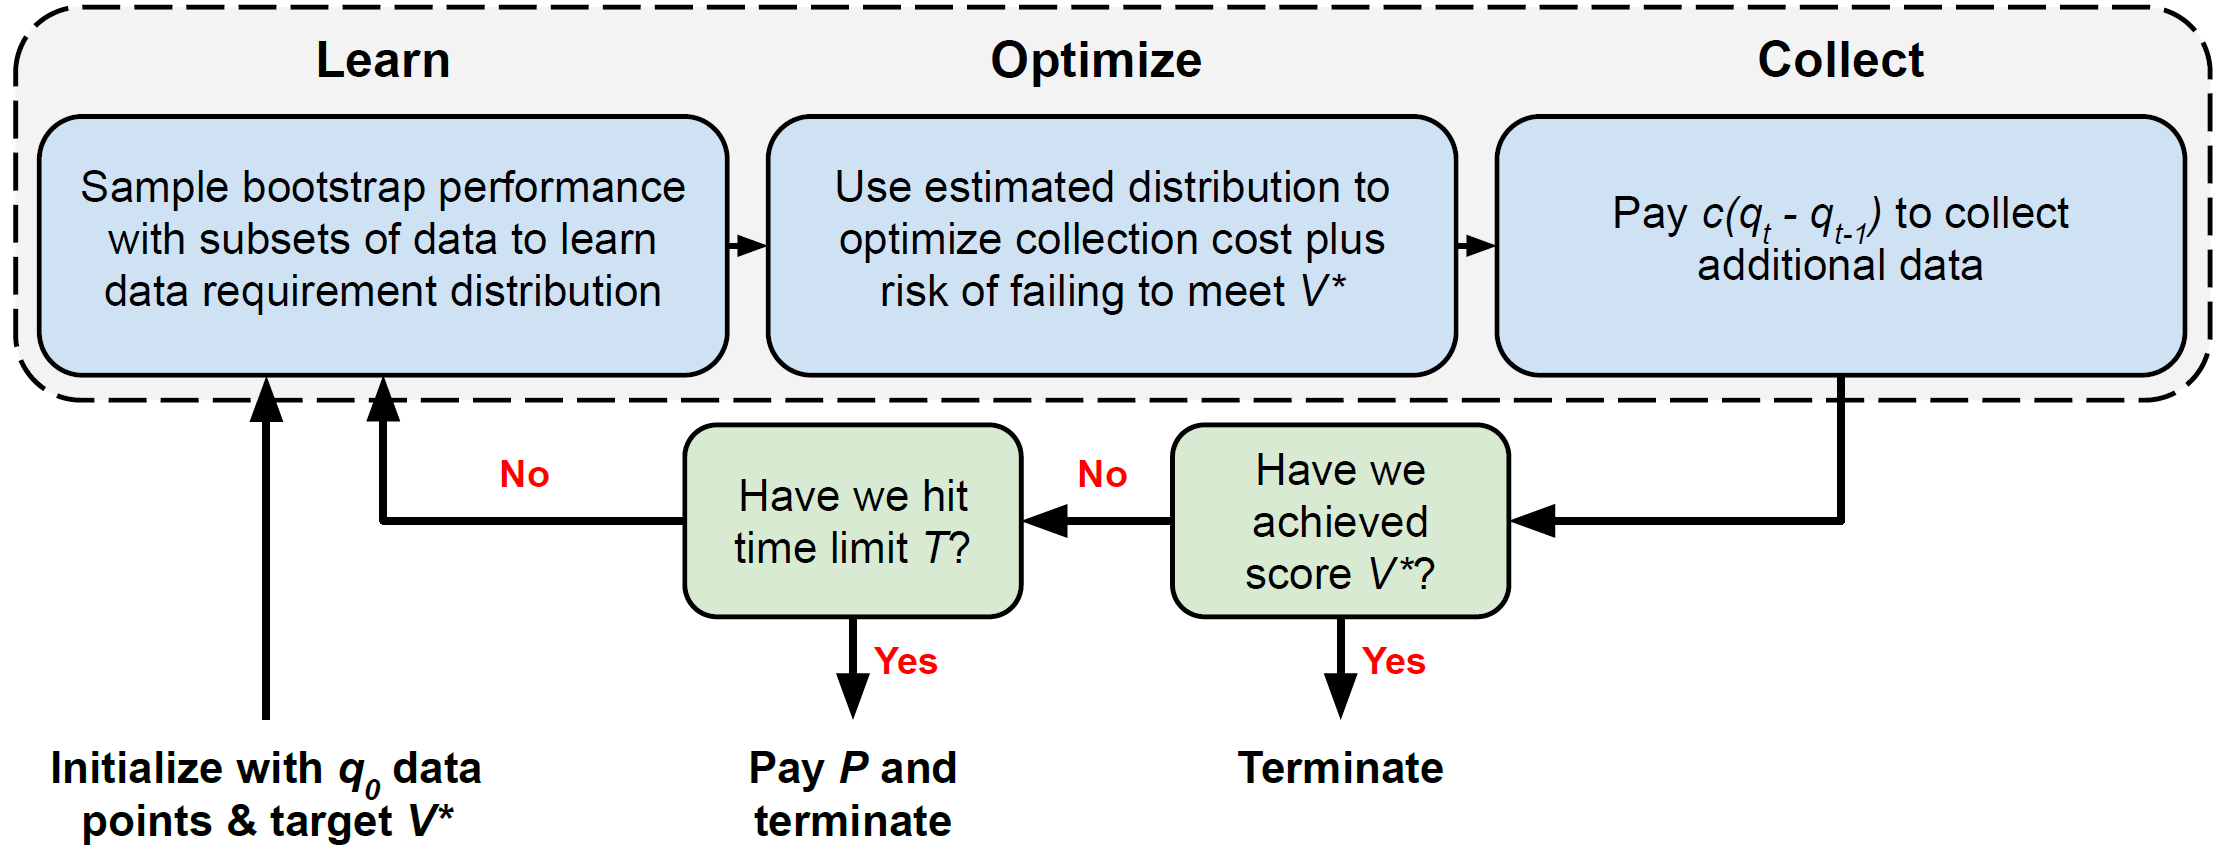 Learn
Optimize
Collect
Sample bootstrap performance
with subsets of data to learn
data requirement distribution
Use estimated distribution to
optimize collection cost plus
risk of failing to meet V*
Pay c(q_t - q_{t-1}) to collect
additional data
No
Have we hit
time limit T?
No
Have we
achieved
score V*?
Yes
Yes
Initialize with q_0 data
points & target V*
Pay P and
terminate
Terminate